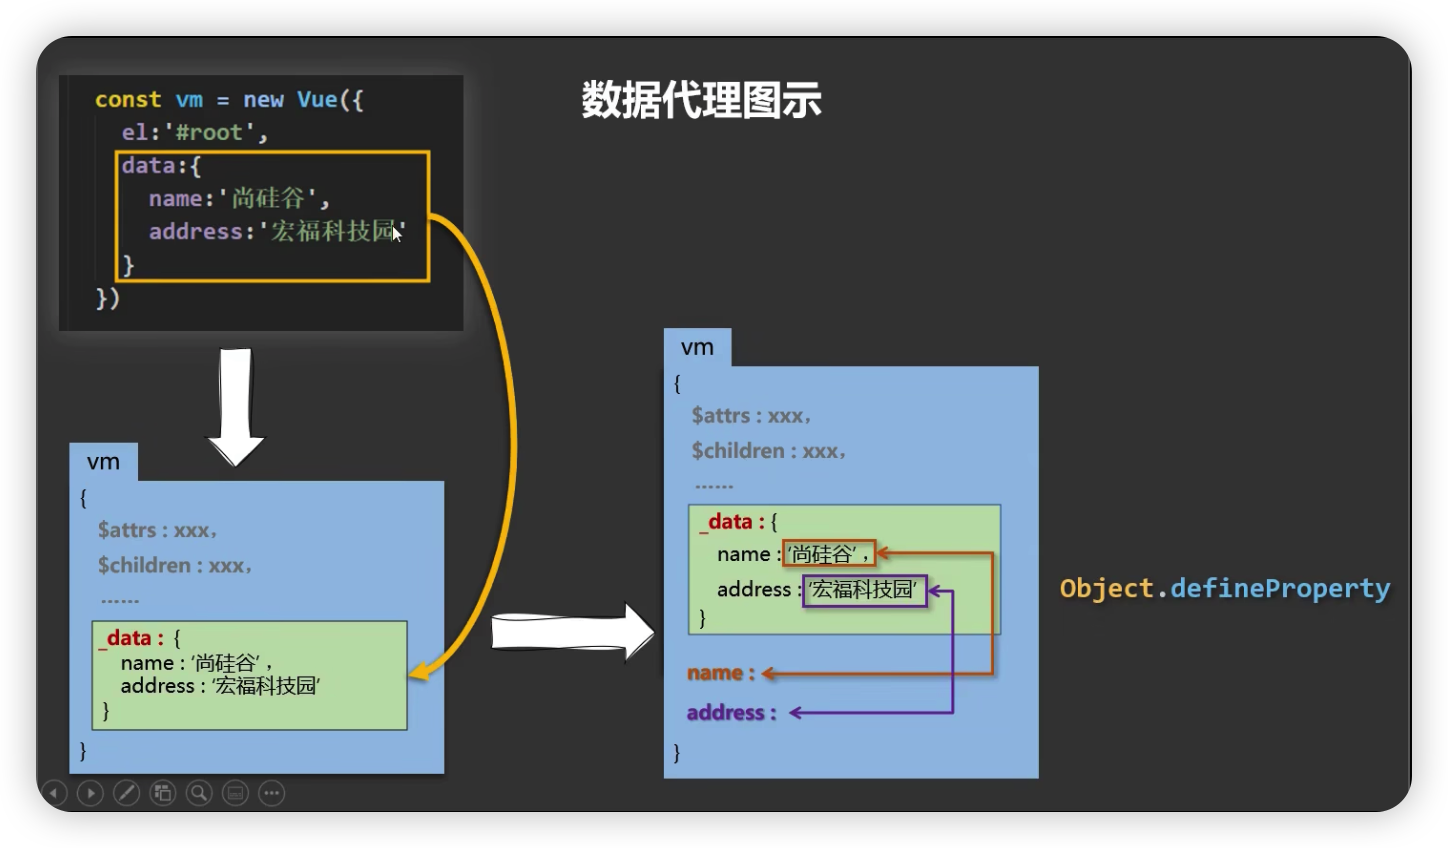 数据代理图示
const vm = new Vue({
el:'#root',
data:{
name:'尚硅谷',
address:'宏福科技园'
}
})
vm
{
$attrs : xxx，
$children : xxx，
······
_data : {
name : ‘尚硅谷’，
address : ‘宏福科技园’
}
}
vm
{
$attrs : xxx，
$children : xxx，
······
_data : {
name : ‘尚硅谷’，
address : ‘宏福科技园’
}
name :
address :
}
Object.defineProperty